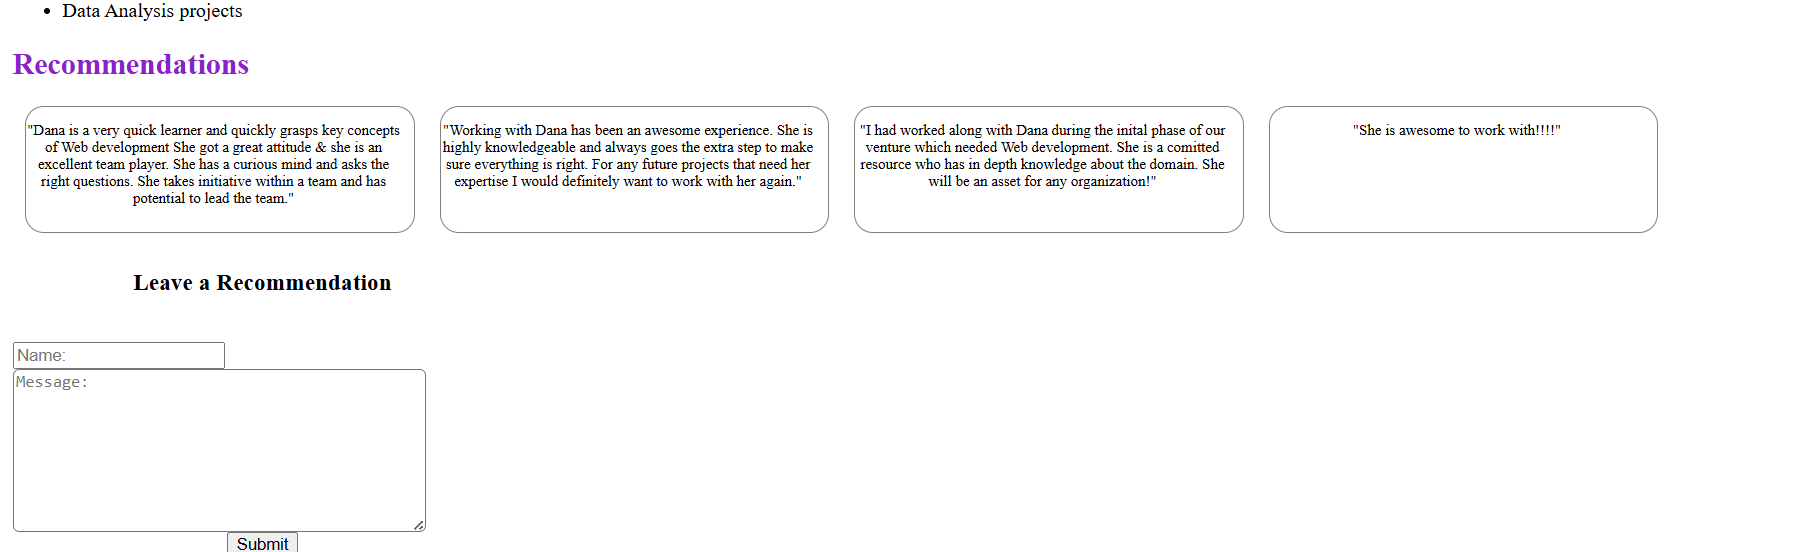 Data Analysis projects
Recommendations
"Dana is a very quick learner and quickly grasps key concepts
of Web development She got a great attitude & she is an
excellent team player. She has a curious mind and asks the
right questions. She takes initiative within a team and has
potential to lead the team."
"Working with Dana has been an awesome experience. She is
highly knowledgeable and always goes the extra step to make
sure everything is right. For any future projects that need her
expertise I would definitely want to work with her again."
"I had worked along with Dana during the inital phase of our
venture which needed Web development. She is a comitted
resource who has in depth knowledge about the domain. She
will be an asset for any organization!"
"She is awesome to work with!!!!"
Leave a Recommendation
Name:
Message:
Submit